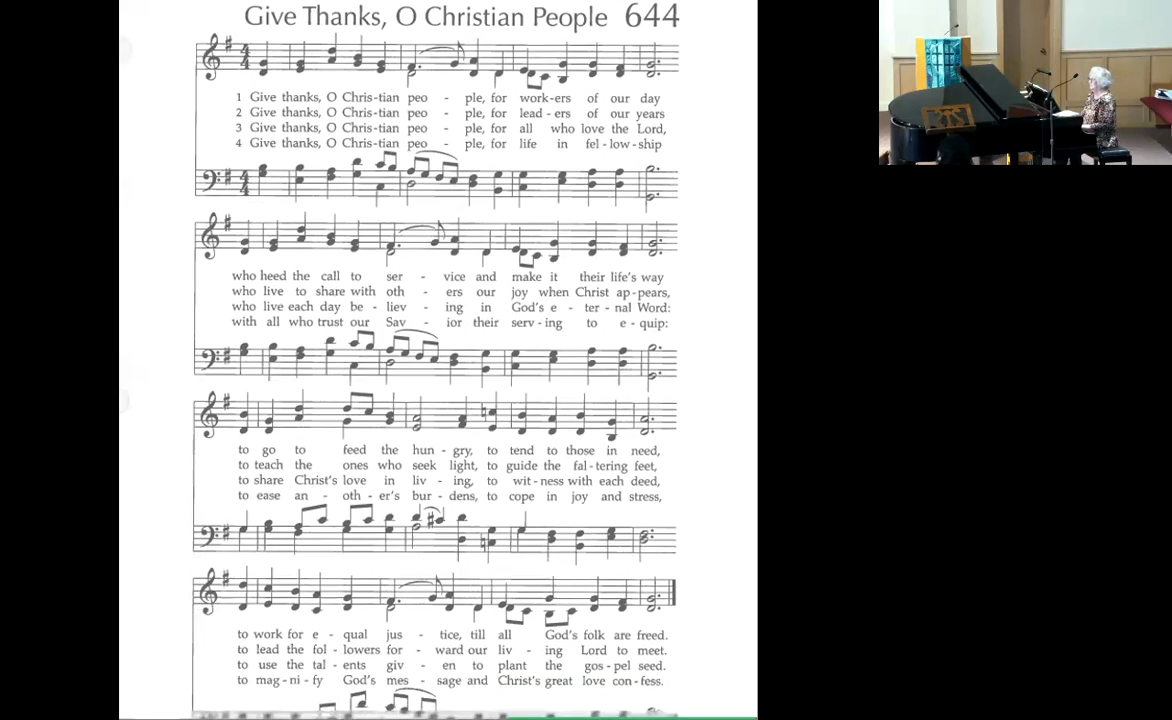 Give Thanks, O Christian People 644
1 Give thanks, O Chris-tian peo - ple, for work-ers of our day
2 Give thanks, O Chris-tian peo - ple, for lead-ers of our years
3 Give thanks, O Chris-tian peo - ple, for all who love the Lord,
4 Give thanks, O Chris-tian peo - ple, for life in fel-low-ship
who heed the call to ser - vice and make it their life's way
who live to share with oth - ers our joy when Christ ap-pears,
who live each day be - liev - ing in God's e - ter - nal Word:
with all who trust our Sav - ior their serv-ing to e - quip:
to go to feed the hun - gry, to tend to those in need,
to teach the ones who seek light, to guide the fal-tering feet,
to share Christ's love in liv - ing, to wit-ness with each deed,
to ease an - oth - er's bur - dens, to cope in joy and stress,
to work for e - qual jus - tice, till all God's folk are freed.
to lead the fol - lowers for - ward our liv - ing Lord to meet.
to use the tal - ents giv - en to plant the gos-pel seed.
to mag-ni-fy God's mes - sage and Christ's great love con-fess.